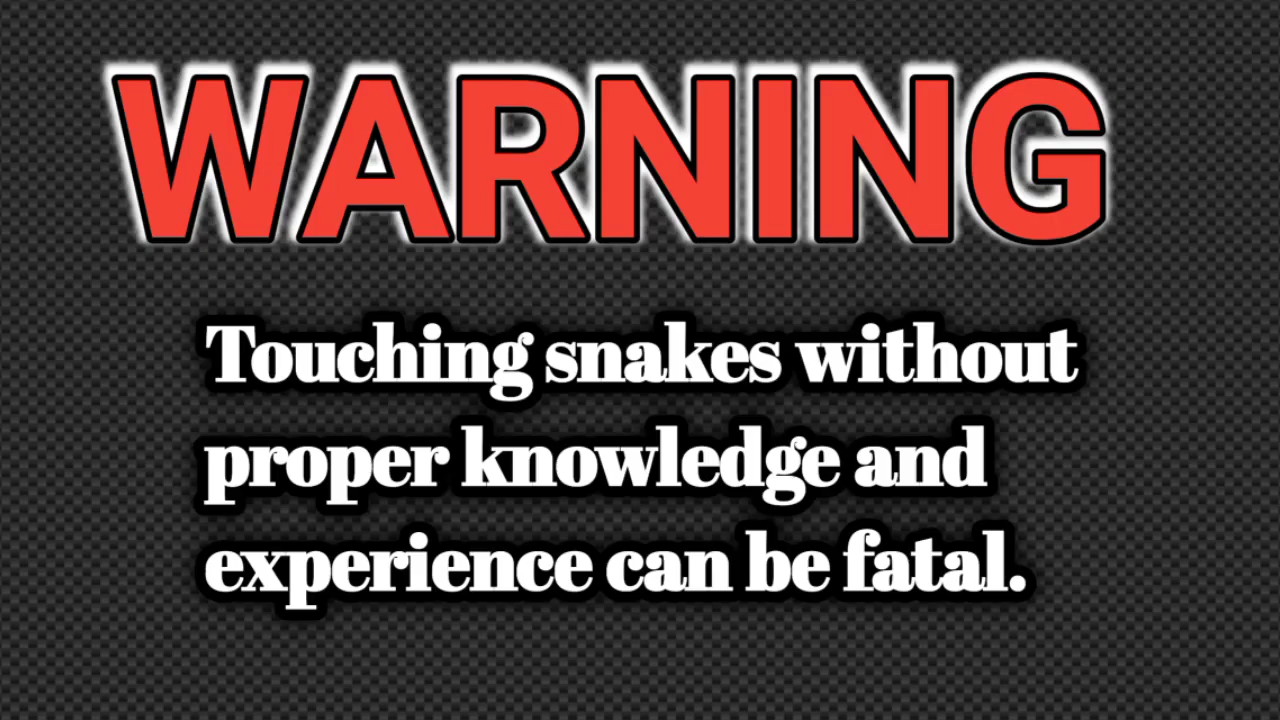 WARNING
Touching snakes without
proper knowledge and
experience can be fatal.